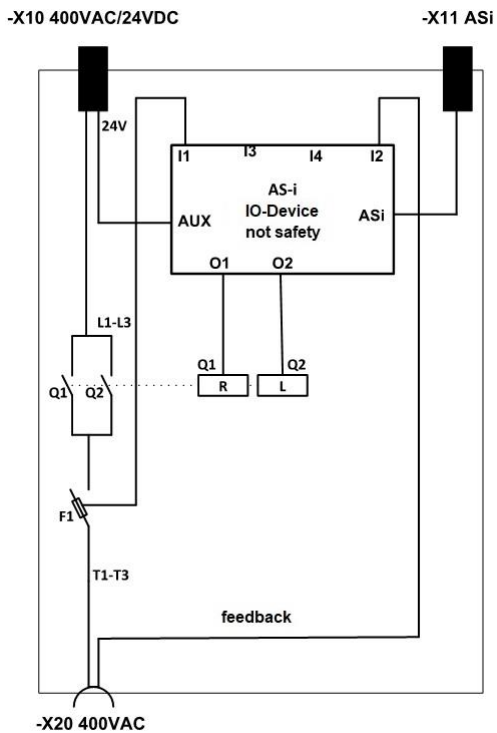 -X10 400VAC/24VDC
-X11 ASi
24V
I1
I3
I4
I2
AS-i
IO-Device
not safety
AUX
ASi
O1
O2
L1-L3
Q1
Q2
Q1
R
L
Q2
F1
T1-T3
feedback
-X20 400VAC